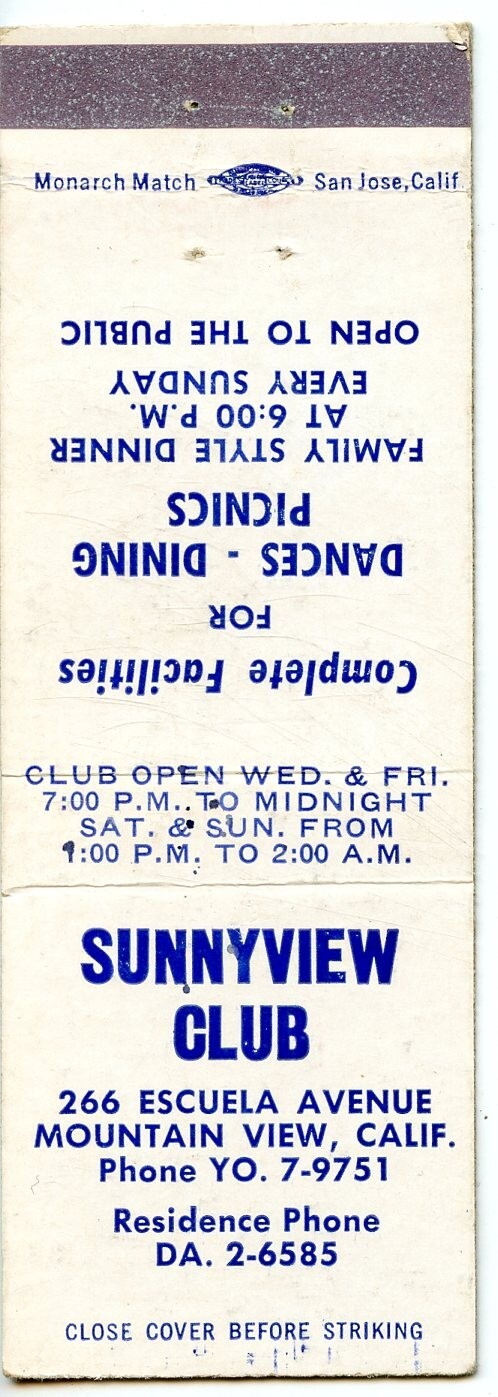 Monarch Match San Jose, Calif
Complete Facilities
FOR
DANCES - DINING
PICNICS
FAMILY STYLE DINNER
AT 6:00 P.M.
EVERY SUNDAY
OPEN TO THE PUBLIC
CLUB OPEN WED. & FRI.
7:00 P.M. TO MIDNIGHT
SAT. & SUN. FROM
1:00 P.M. TO 2:00 A.M.
SUNNYVIEW
CLUB
266 ESCUELA AVENUE
MOUNTAIN VIEW, CALIF.
Phone YO. 7-9751
Residence Phone
DA. 2-6585
CLOSE COVER BEFORE STRIKING